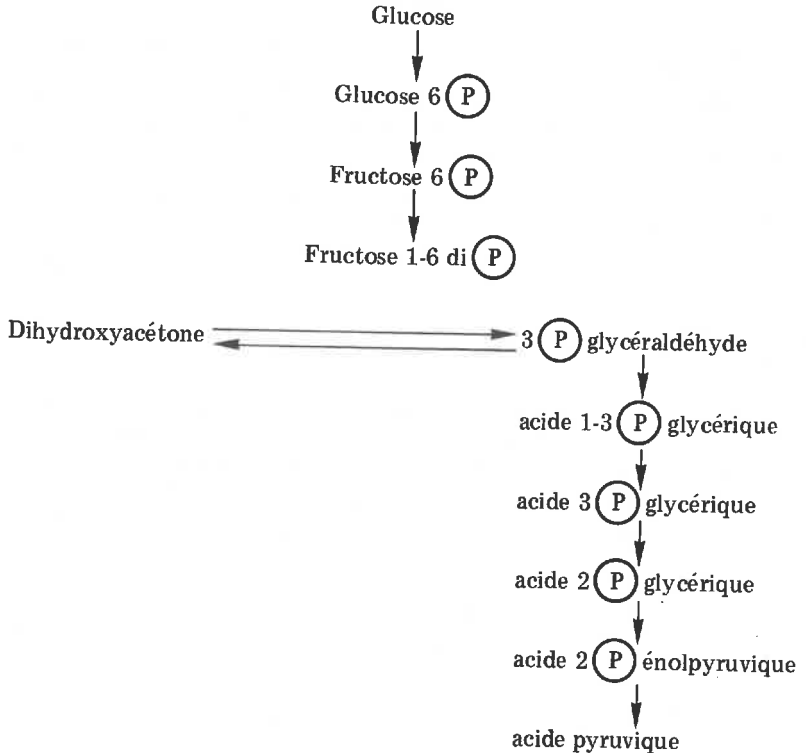 Glucose
Glucose 6 P
Fructose 6 P
Fructose 1-6 di P
Dihydroxyacétone 3 P glycéraldéhyde
acide 1-3 P glycérique
acide 3 P glycérique
acide 2 P glycérique
acide 2 P énolpyruvique
acide pyruvique